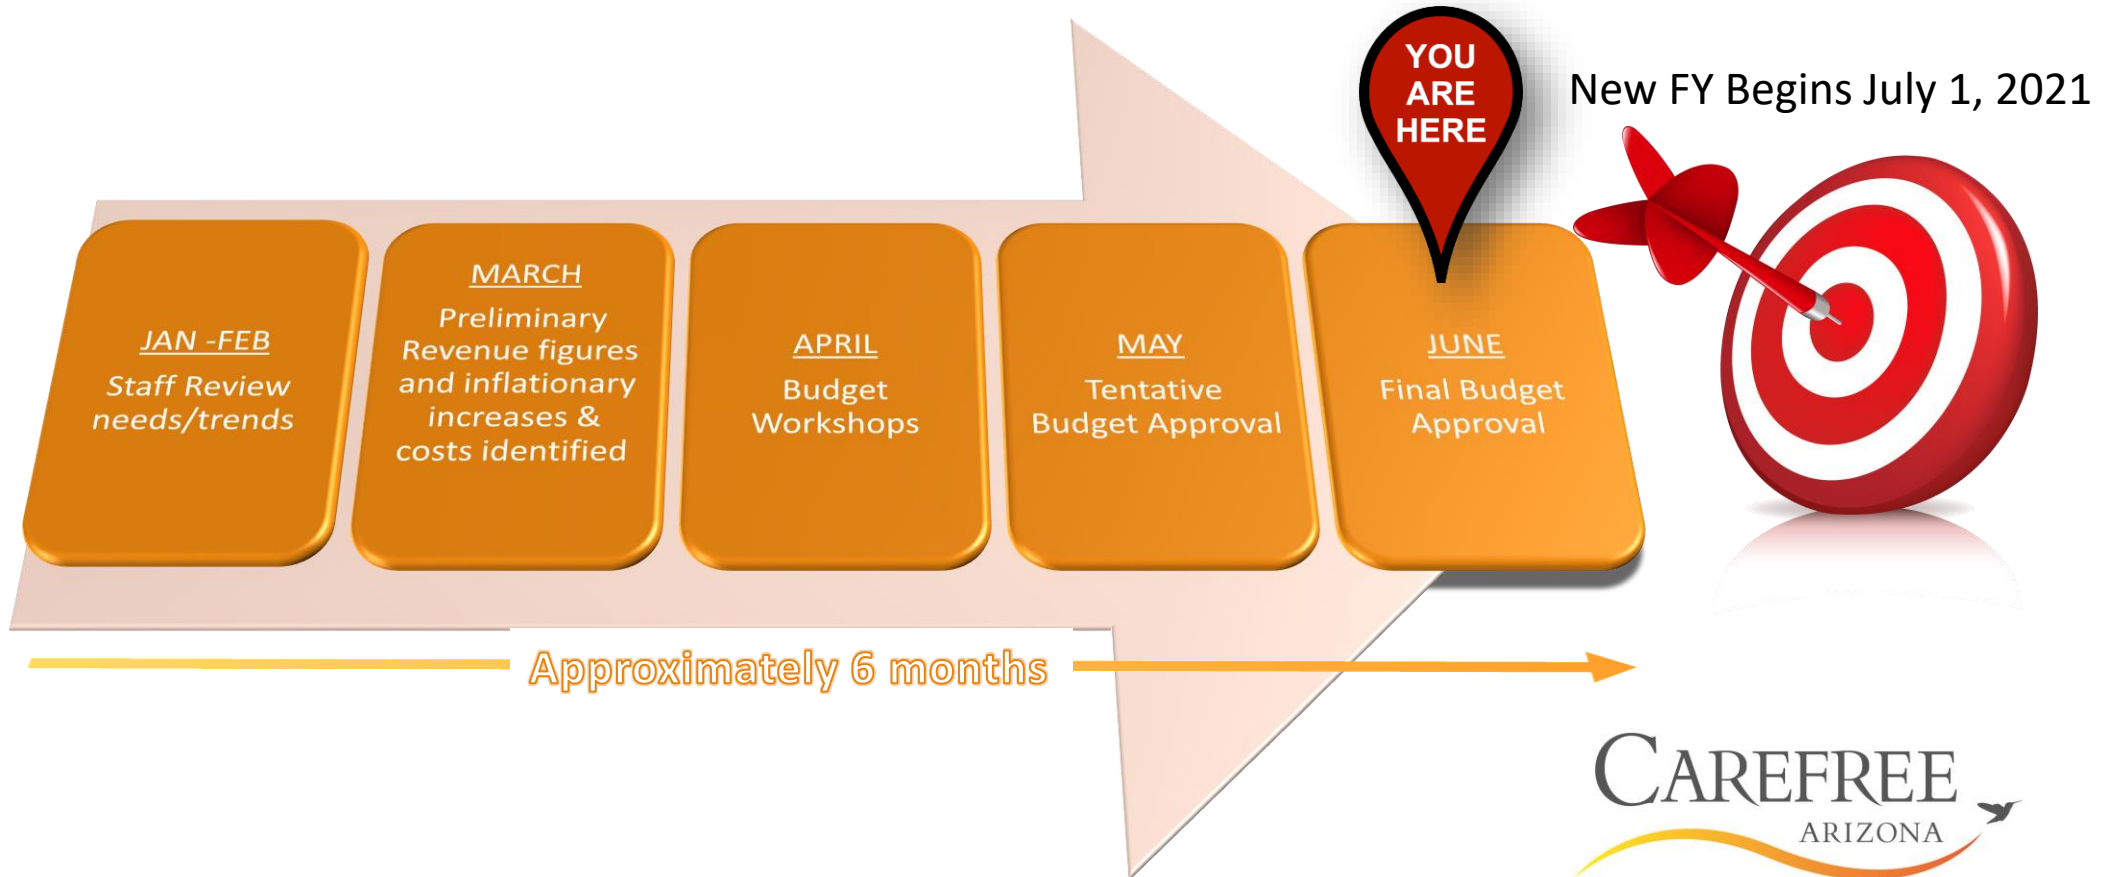 YOU
ARE
HERE
New FY Begins July 1, 2021
JAN -FEB
Staff Review
needs/trends
MARCH
Preliminary
Revenue figures
and inflationary
increases &
costs identified
APRIL
Budget
Workshops
MAY
Tentative
Budget Approval
JUNE
Final Budget
Approval
Approximately 6 months
CAREFREE
ARIZONA